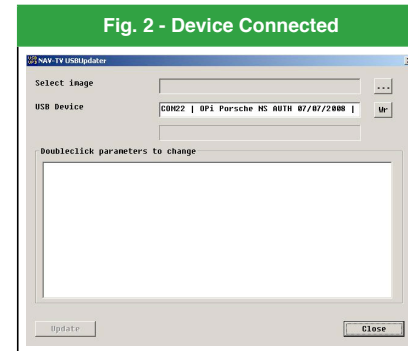 Fig. 2 - Device Connected
NAV-TV USBUpdater
Select image
...
USB Device
COM22 | OPi Porsche NS AUTH 07/07/2008 |
Wr
Doubleclick parameters to change
Update
Close